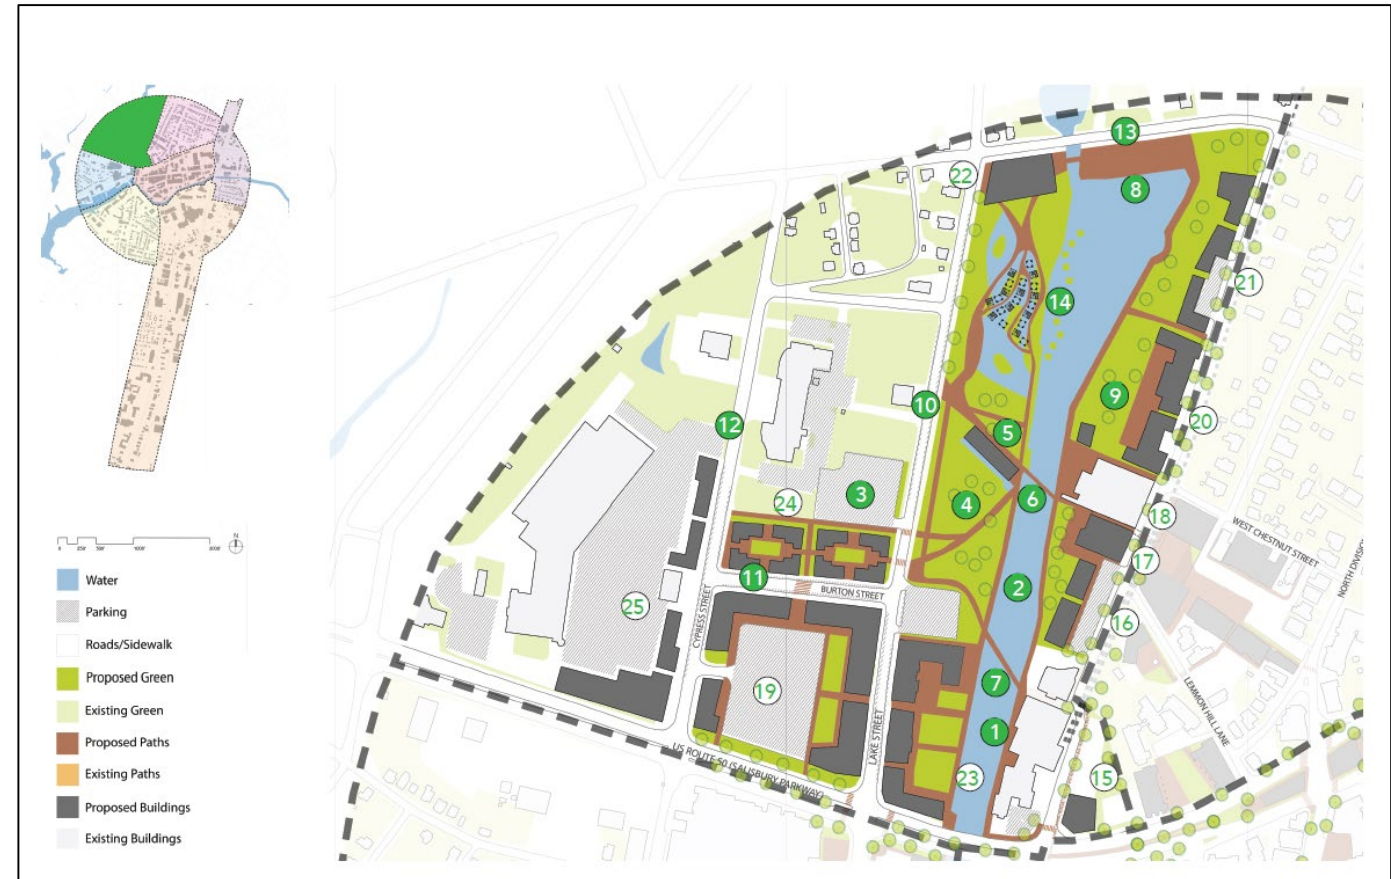 13
22
8
21
14
10
9
12
5
20
3
4
6
24
18
WEST CHESTNUT STREET
17
NORTH DIVISIO
11
BURTON STREET
2
25
16
CYPRESS STREET
19
7
LEMMON HILL LANE
1
LAKE STREET
US ROUTE 50 (SALISBURY PARKWAY)
23
15
N
0
Water
Parking
Roads/Sidewalk
Proposed Green
Existing Green
Proposed Paths
Existing Paths
Proposed Buildings
Existing Buildings